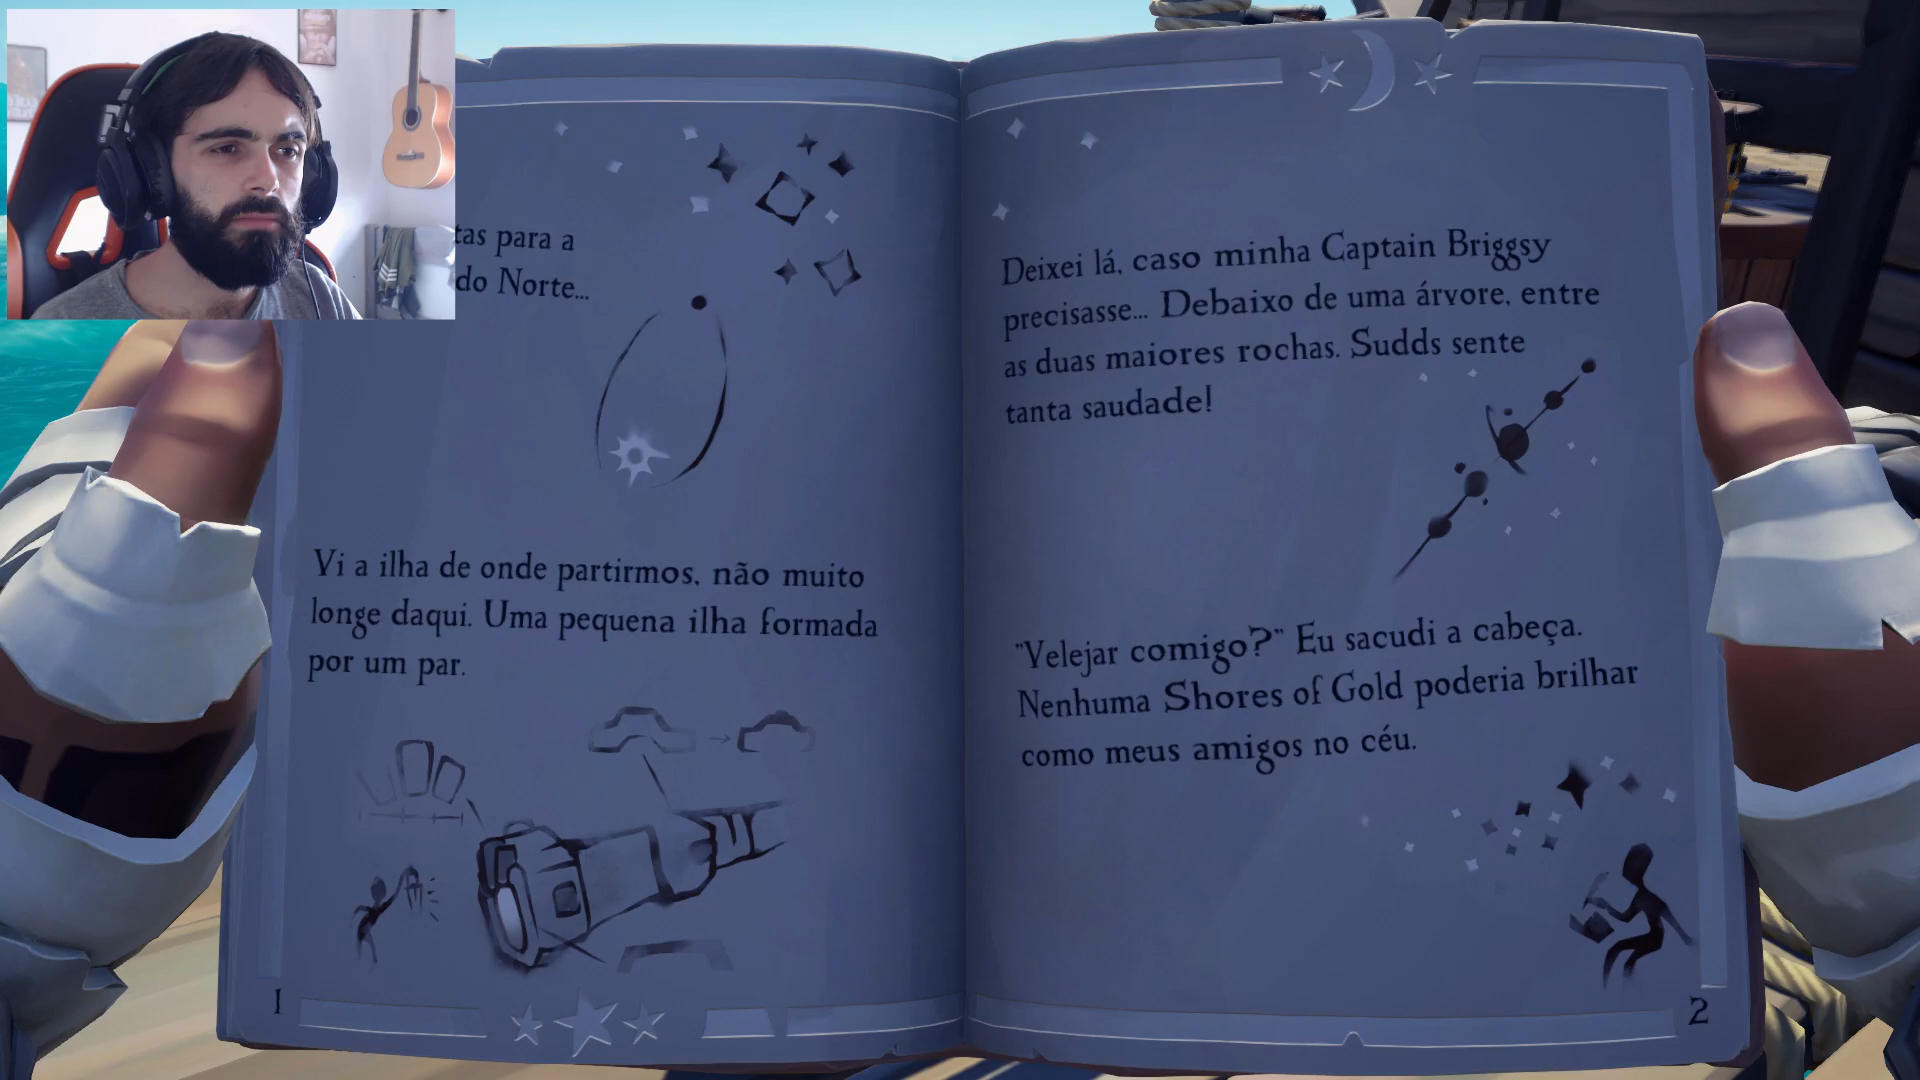 para a
do Norte...
Vi a ilha de onde partirmos, não muito
longe daqui. Uma pequena ilha formada
por um par.
1
Deixei lá, caso minha Captain Briggsy
precisasse... Debaixo de uma árvore, entre
as duas maiores rochas. Sudds sente
tanta saudade!
"Velejar comigo?" Eu sacudi a cabeça.
Nenhuma Shores of Gold poderia brilhar
como meus amigos no céu.
2